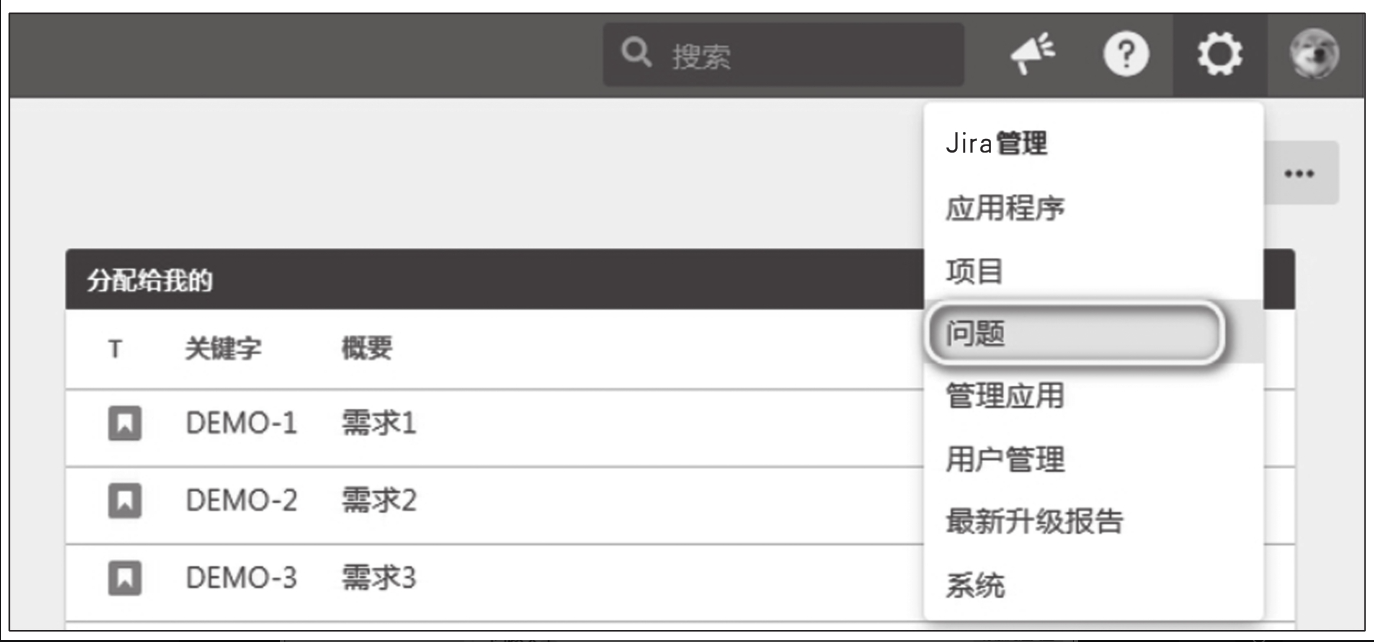 搜索
Jira管理
应用程序
项目
问题
管理应用
用户管理
最新升级报告
系统
分配给我的
T 关键字 概要
DEMO-1 需求1
DEMO-2 需求2
DEMO-3 需求3